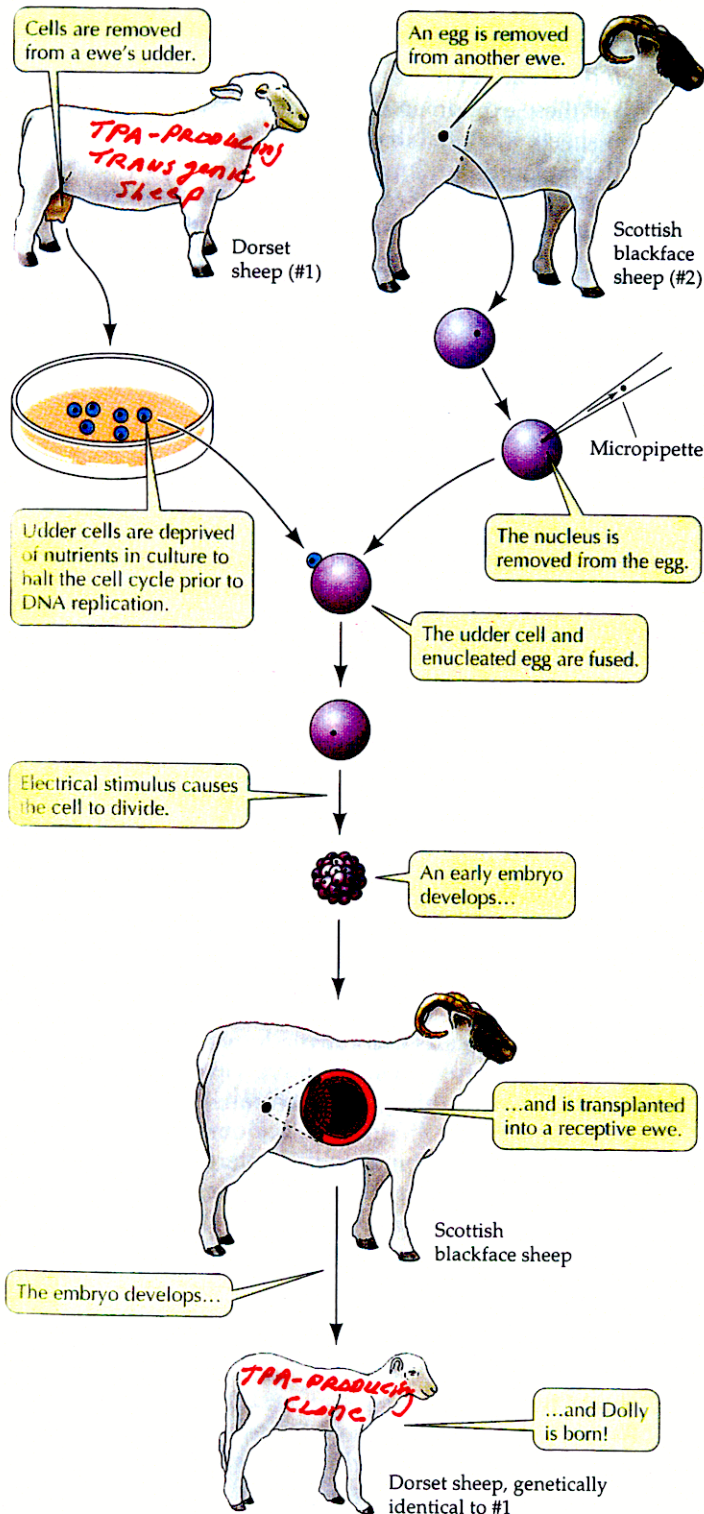 Cells are removed
from a ewe's udder.
An egg is removed
from another ewe.
TPA-PRODUCING
TRANSgenic
Sheep
Dorset
sheep (#1)
Scottish
blackface
sheep (#2)
Micropipette
Udder cells are deprived
of nutrients in culture to
halt the cell cycle prior to
DNA replication.
The nucleus is
removed from the egg.
The udder cell and
enucleated egg are fused.
Electrical stimulus causes
the cell to divide.
An early embryo
develops...
...and is transplanted
into a receptive ewe.
Scottish
blackface sheep
The embryo develops...
TPA-PRODUCING
CLONE
...and Dolly
is born!
Dorset sheep, genetically
identical to #1